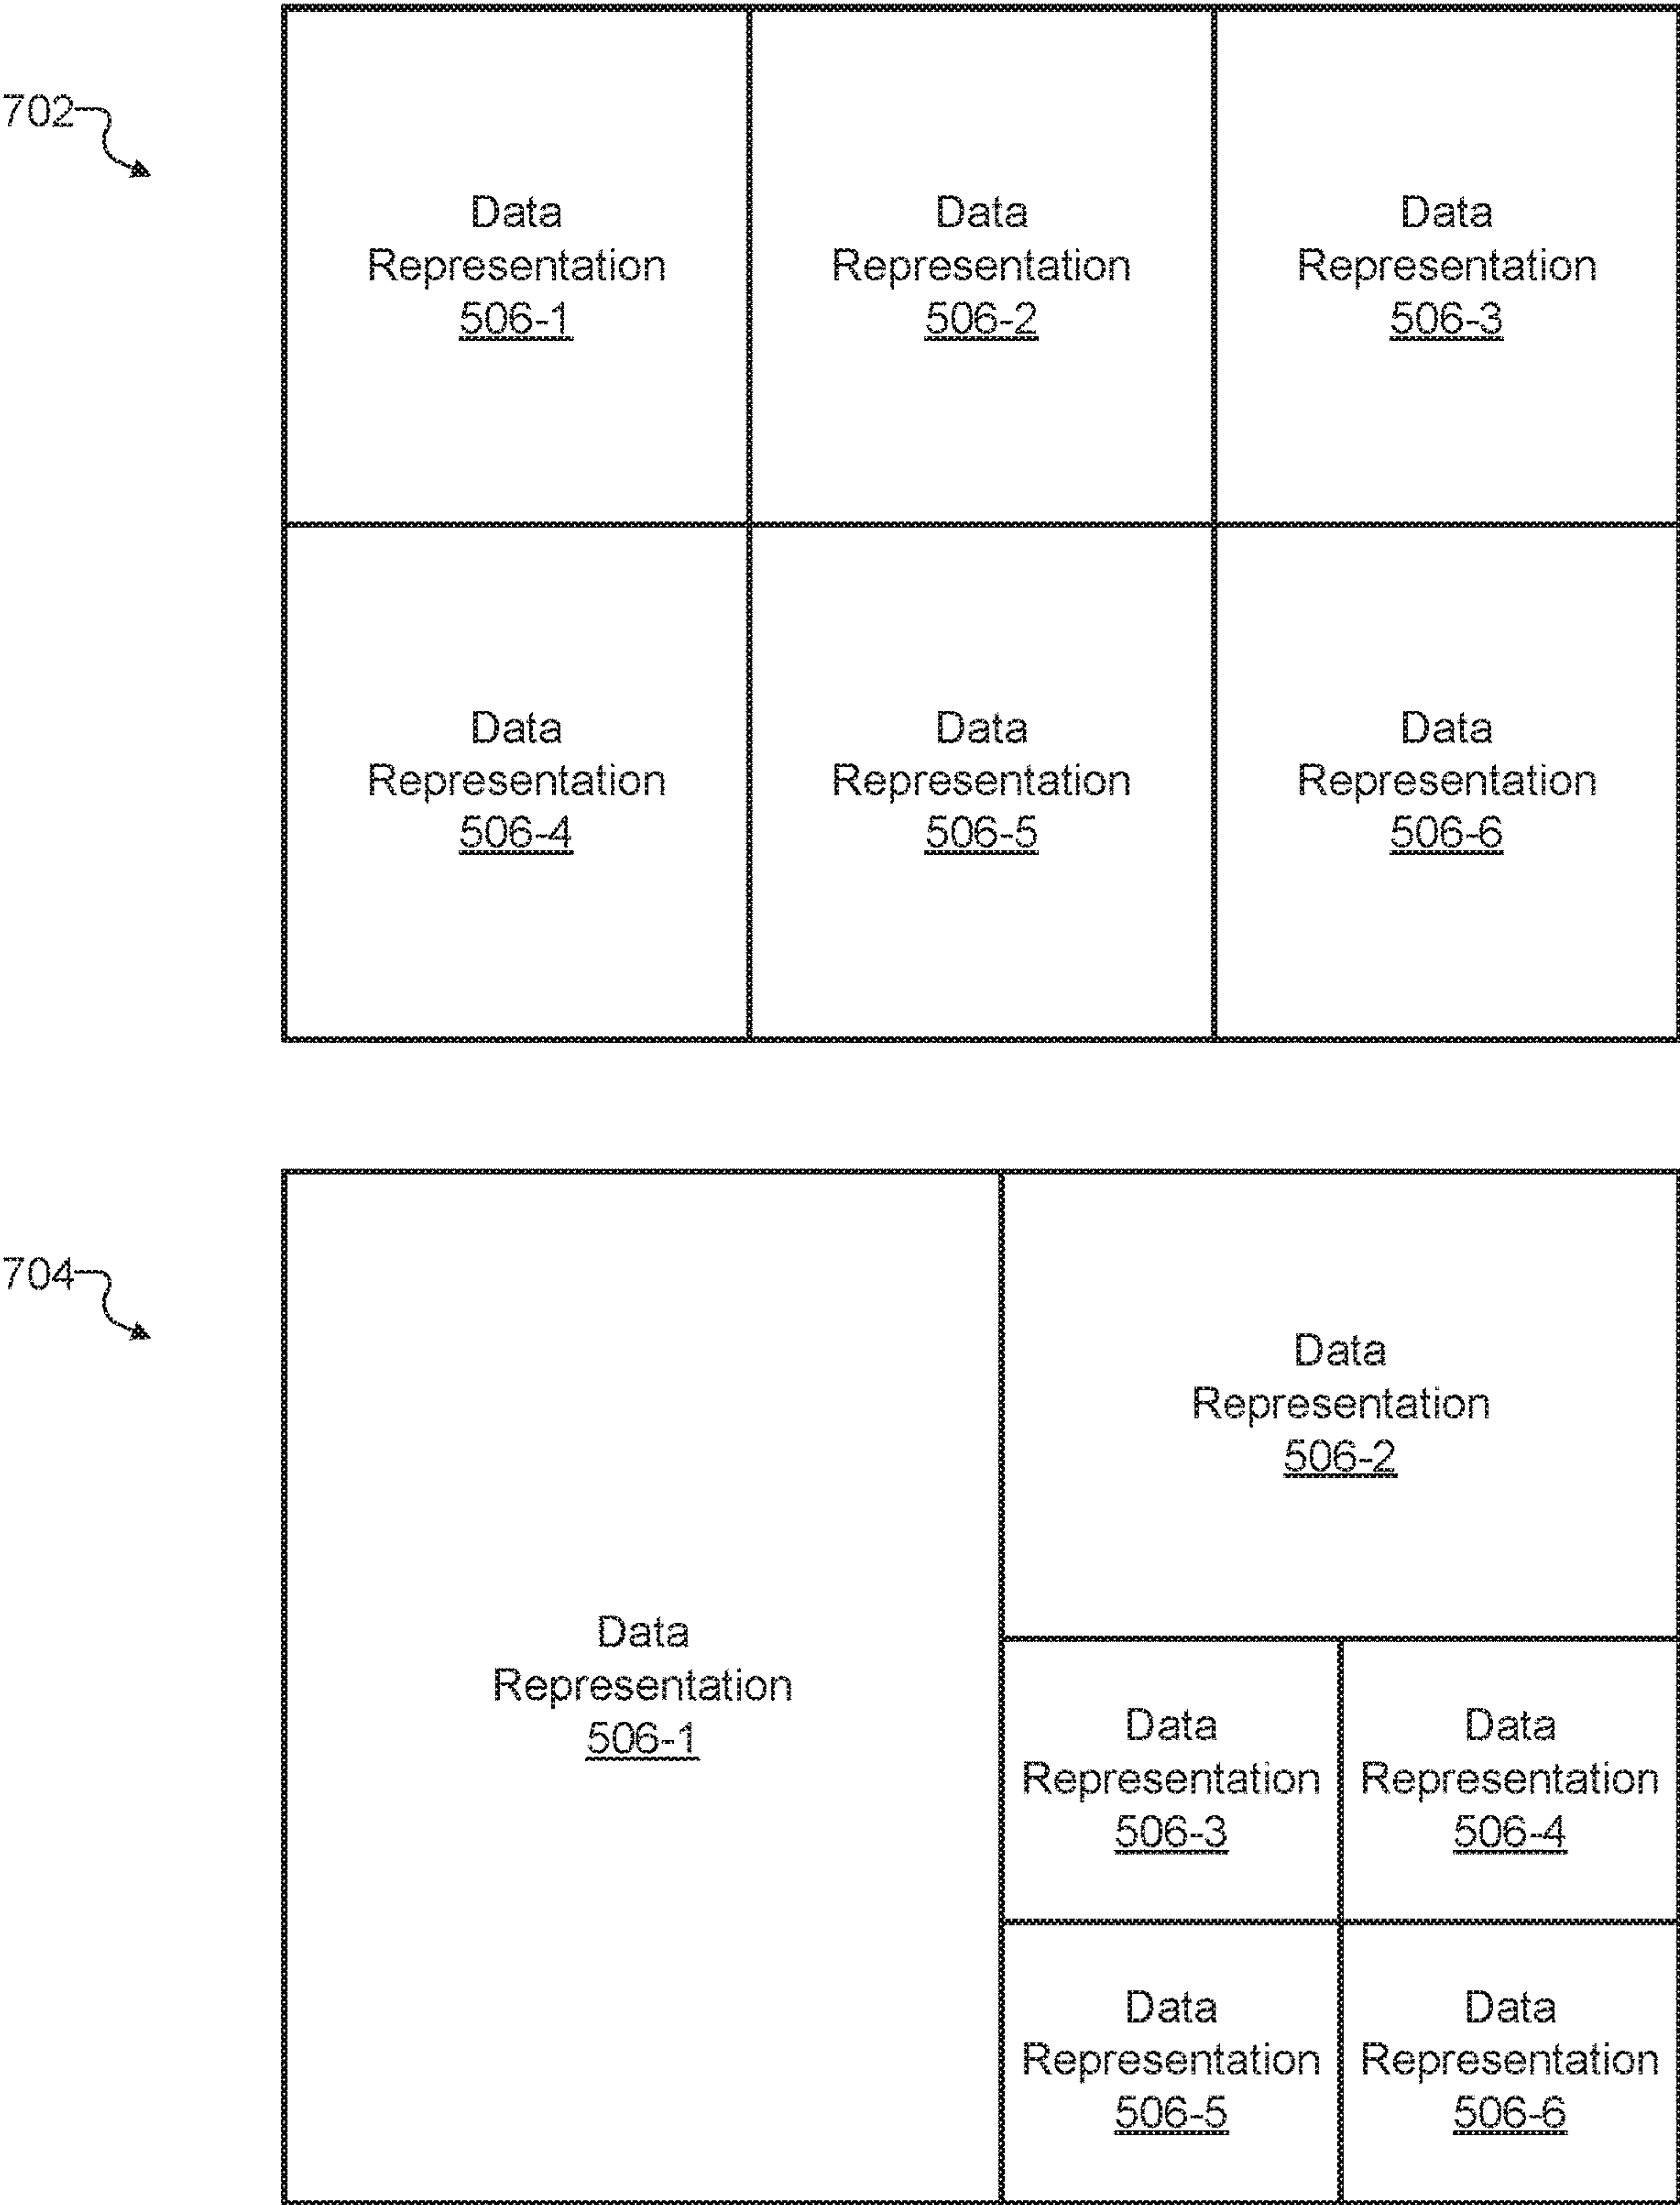 702
Data
Representation
506-1
Data
Representation
506-2
Data
Representation
506-3
Data
Representation
506-4
Data
Representation
506-5
Data
Representation
506-6
704
Data
Representation
506-1
Data
Representation
506-2
Data
Representation
506-3
Data
Representation
506-4
Data
Representation
506-5
Data
Representation
506-6